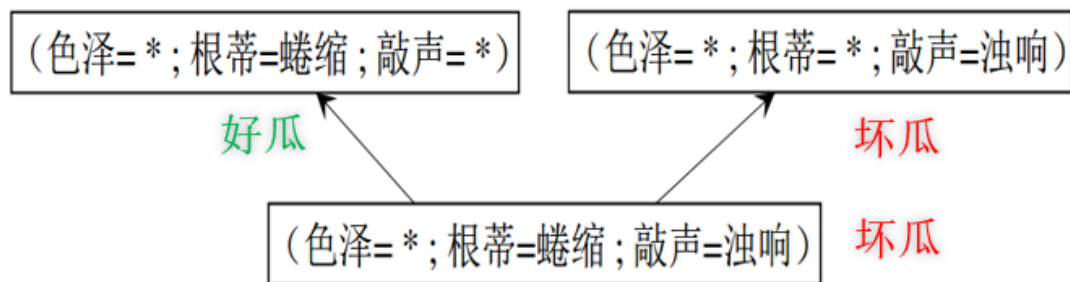 (色泽=*;根蒂=蜷缩;敲声=*)
(色泽=*;根蒂=*;敲声=浊响)
好瓜
坏瓜
(色泽=*;根蒂=蜷缩;敲声=浊响)
坏瓜